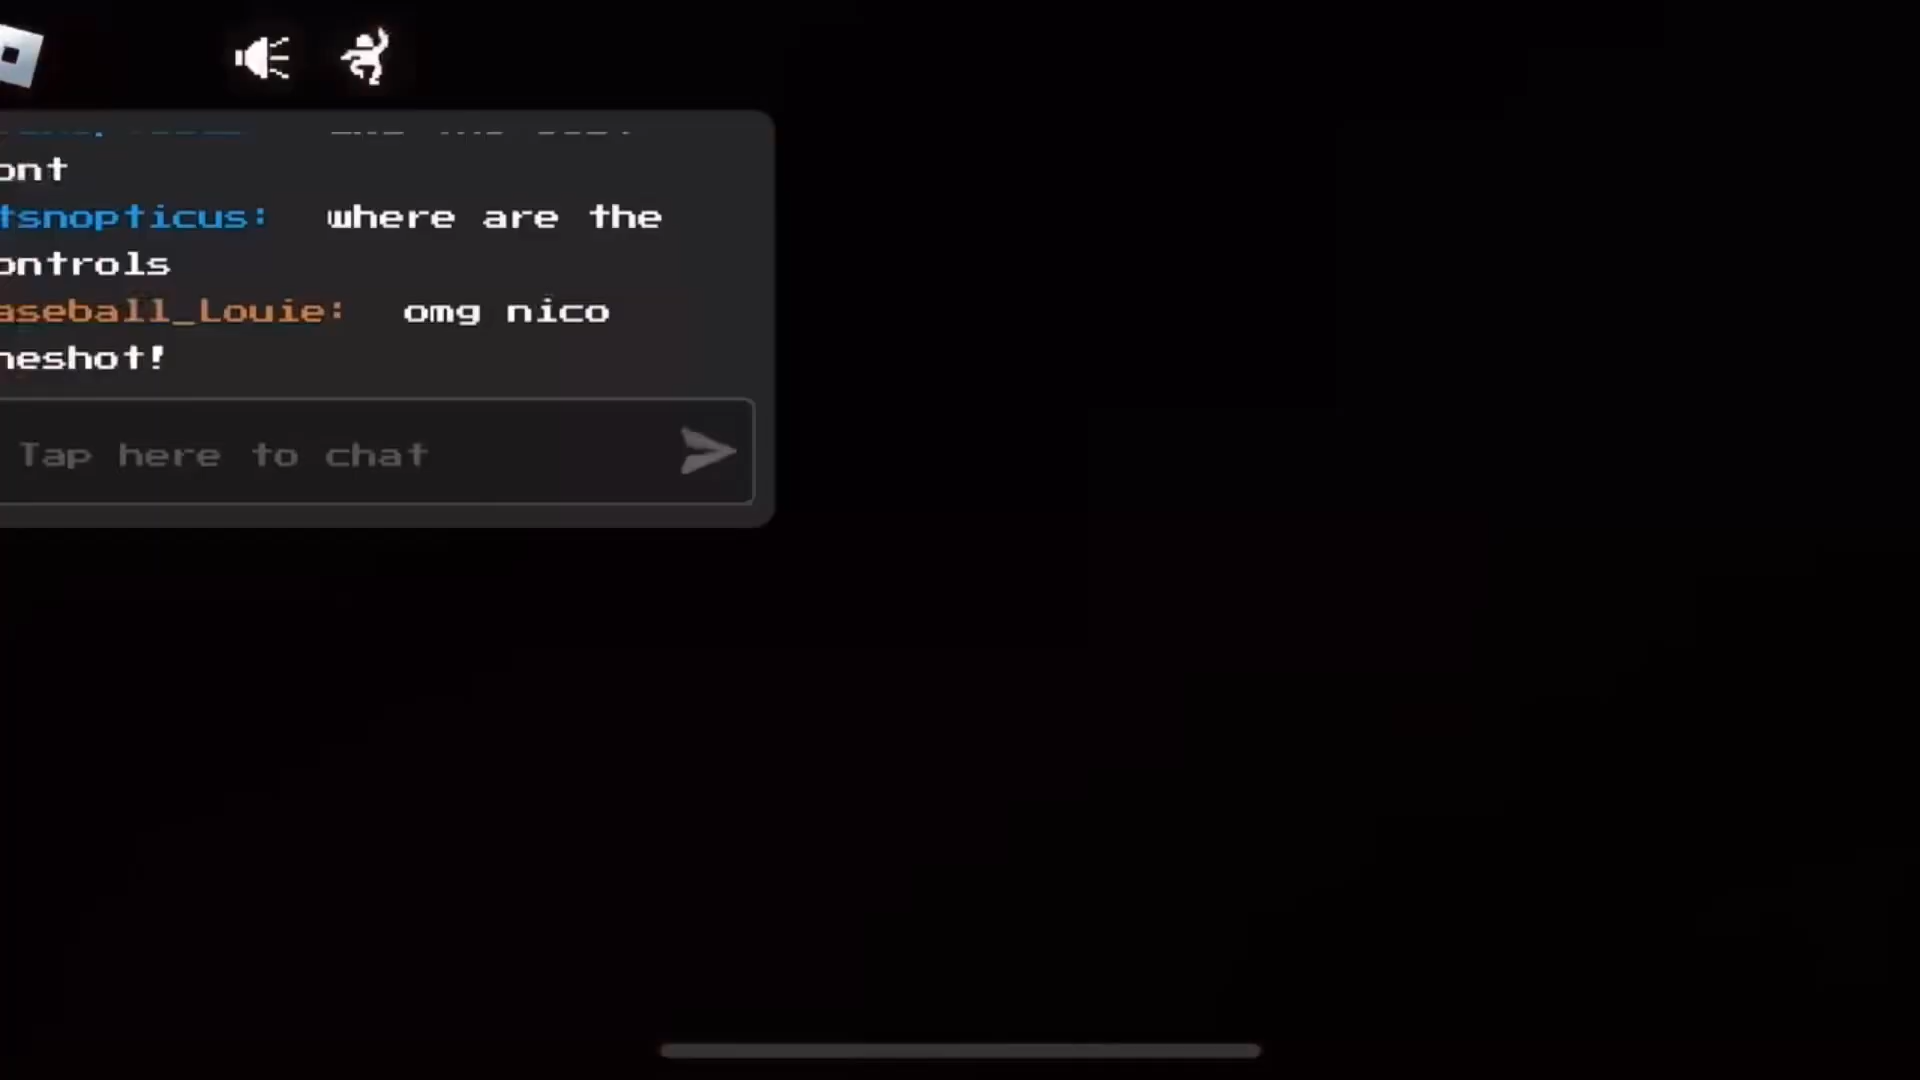 ont
tsnopticus: where are the
ontrols
aseball_Louie: omg nico
neshot!
Tap here to chat